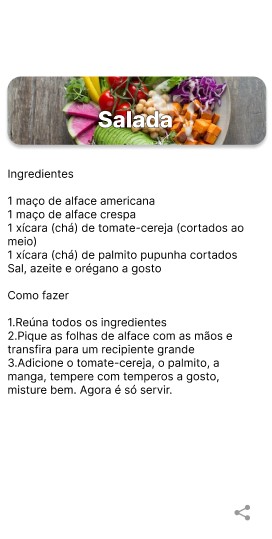 Salada
Ingredientes
1 maço de alface americana
1 maço de alface crespa
1 xícara (chá) de tomate-cereja (cortados ao
meio)
1 xícara (chá) de palmito pupunha cortados
Sal, azeite e orégano a gosto
Como fazer
1.Reúna todos os ingredientes
2.Pique as folhas de alface com as mãos e
transfira para um recipiente grande
3.Adicione o tomate-cereja, o palmito, a
manga, tempere com temperos a gosto,
misture bem. Agora é só servir.